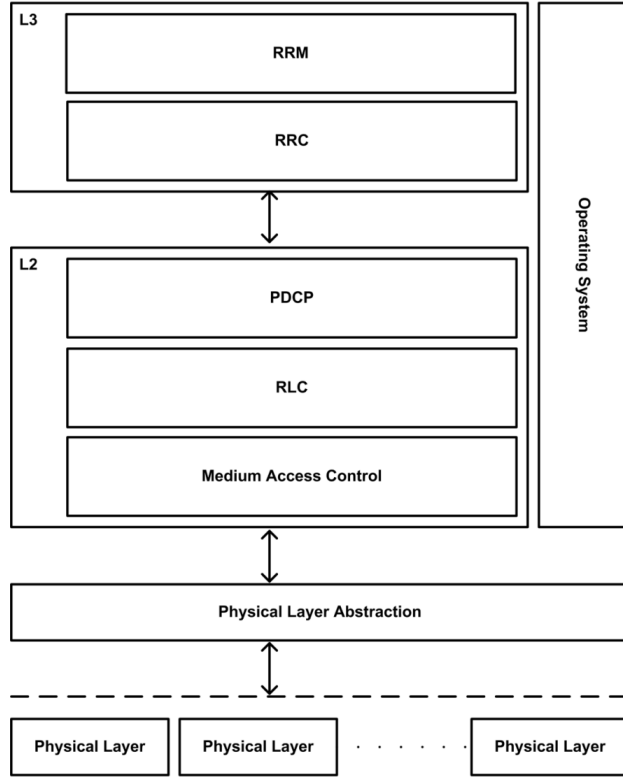 L3
RRM
RRC
Operating System
L2
PDCP
RLC
Medium Access Control
Physical Layer Abstraction
Physical Layer
Physical Layer
. . . . . .
Physical Layer